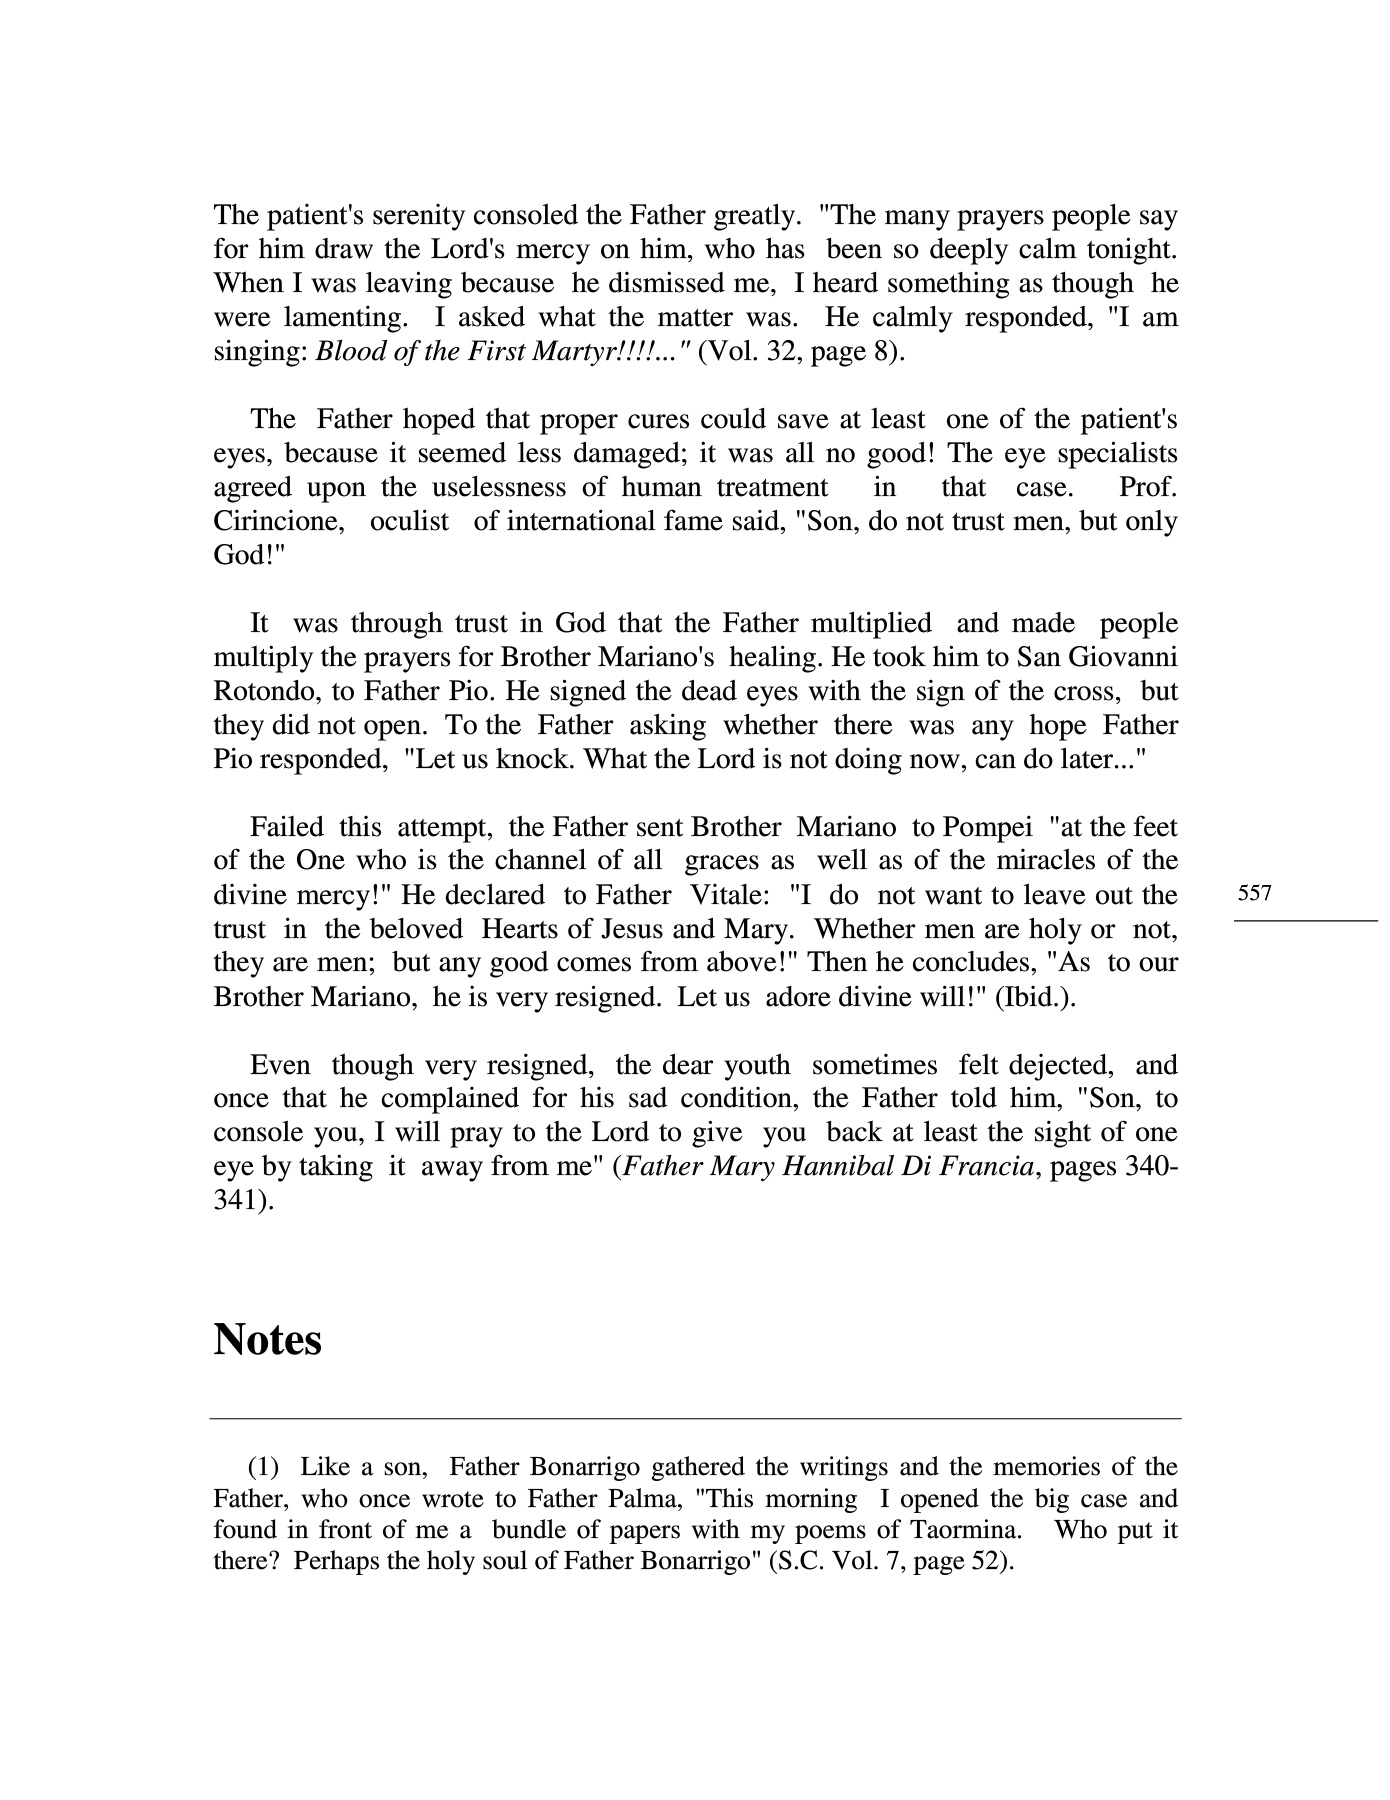 The patient's serenity consoled the Father greatly. "The many prayers people say
for him draw the Lord's mercy on him, who has been so deeply calm tonight.
When I was leaving because he dismissed me, I heard something as though he
were lamenting. I asked what the matter was. He calmly responded, "I am
singing: Blood of the First Martyr!!!!..." (Vol. 32, page 8).
The Father hoped that proper cures could save at least one of the patient's
eyes, because it seemed less damaged; it was all no good! The eye specialists
agreed upon the uselessness of human treatment in that case. Prof.
Cirincione, oculist of international fame said, "Son, do not trust men, but only
God!"
It was through trust in God that the Father multiplied and made people
multiply the prayers for Brother Mariano's healing. He took him to San Giovanni
Rotondo, to Father Pio. He signed the dead eyes with the sign of the cross, but
they did not open. To the Father asking whether there was any hope Father
Pio responded, "Let us knock. What the Lord is not doing now, can do later..."
Failed this attempt, the Father sent Brother Mariano to Pompei "at the feet
of the One who is the channel of all graces as well as of the miracles of the
divine mercy!" He declared to Father Vitale: "I do not want to leave out the
trust in the beloved Hearts of Jesus and Mary. Whether men are holy or not,
they are men; but any good comes from above!" Then he concludes, "As to our
Brother Mariano, he is very resigned. Let us adore divine will!" (Ibid.).
557
Even though very resigned, the dear youth sometimes felt dejected, and
once that he complained for his sad condition, the Father told him, "Son, to
console you, I will pray to the Lord to give you back at least the sight of one
eye by taking it away from me" (Father Mary Hannibal Di Francia, pages 340-
341).
Notes
(1) Like a son, Father Bonarrigo gathered the writings and the memories of the
Father, who once wrote to Father Palma, "This morning I opened the big case and
found in front of me a bundle of papers with my poems of Taormina. Who put it
there? Perhaps the holy soul of Father Bonarrigo" (S.C. Vol. 7, page 52).